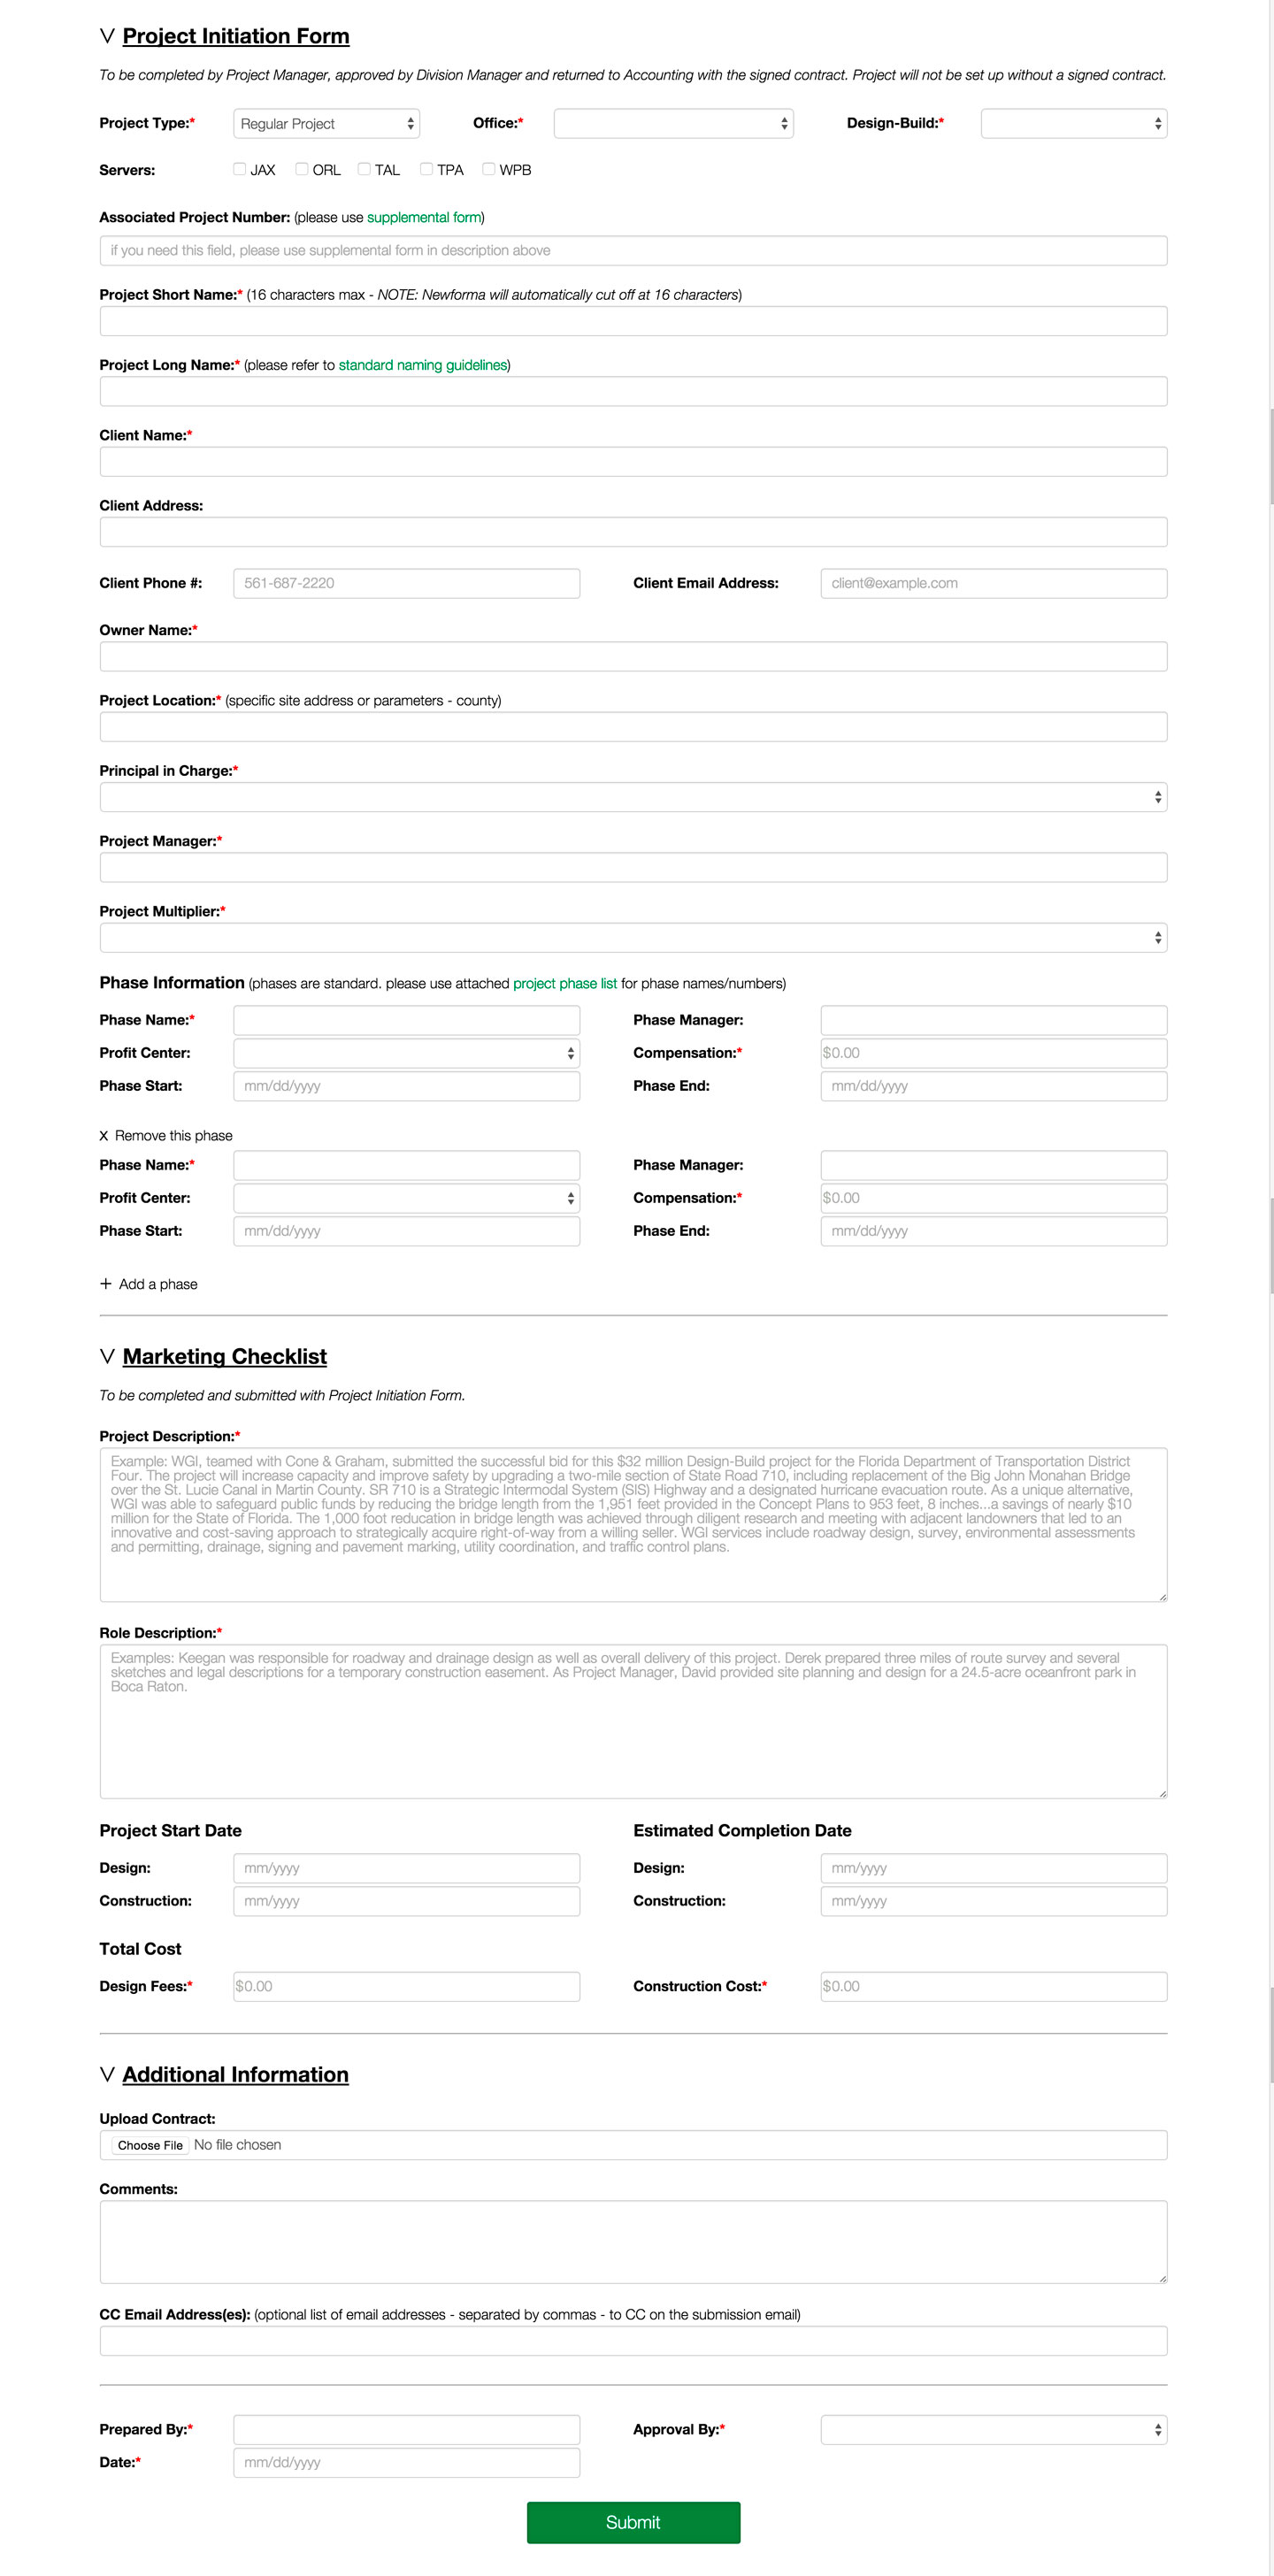 Project Initiation Form
To be completed by Project Manager, approved by Division Manager and returned to Accounting with the signed contract. Project will not be set up without a signed contract.
Project Type:* Regular Project Office:* Design-Build:*
Servers: JAX ORL TAL TPA WPB
Associated Project Number: (please use supplemental form)
if you need this field, please use supplemental form in description above
Project Short Name:* (16 characters max - NOTE: Newforma will automatically cut off at 16 characters)
Project Long Name:* (please refer to standard naming guidelines)
Client Name:*
Client Address:
Client Phone #: 561-687-2220 Client Email Address: client@example.com
Owner Name:*
Project Location:* (specific site address or parameters - county)
Principal in Charge:*
Project Manager:*
Project Multiplier:*
Phase Information (phases are standard. please use attached project phase list for phase names/numbers)
Phase Name:* Phase Manager:
Profit Center: Compensation:* $0.00
Phase Start: mm/dd/yyyy Phase End: mm/dd/yyyy
x Remove this phase
Phase Name:* Phase Manager:
Profit Center: Compensation:* $0.00
Phase Start: mm/dd/yyyy Phase End: mm/dd/yyyy
+ Add a phase
Marketing Checklist
To be completed and submitted with Project Initiation Form.
Project Description:*
Example: WGI, teamed with Cone & Graham, submitted the successful bid for this $32 million Design-Build project for the Florida Department of Transportation District
Four. The project will increase capacity and improve safety by upgrading a two-mile section of State Road 710, including replacement of the Big John Monahan Bridge
over the St. Lucie Canal in Martin County. SR 710 is a Strategic Intermodal System (SIS) Highway and a designated hurricane evacuation route. As a unique alternative,
WGI was able to safeguard public funds by reducing the bridge length from the 1,951 feet provided in the Concept Plans to 953 feet, 8 inches...a savings of nearly $10
million for the State of Florida. The 1,000 foot reducation in bridge length was achieved through diligent research and meeting with adjacent landowners that led to an
innovative and cost-saving approach to strategically acquire right-of-way from a willing seller. WGI services include roadway design, survey, environmental assessments
and permitting, drainage, signing and pavement marking, utility coordination, and traffic control plans.
Role Description:*
Examples: Keegan was responsible for roadway and drainage design as well as overall delivery of this project. Derek prepared three miles of route survey and several
sketches and legal descriptions for a temporary construction easement. As Project Manager, David provided site planning and design for a 24.5-acre oceanfront park in
Boca Raton.
Project Start Date Estimated Completion Date
Design: mm/yyyy Design: mm/yyyy
Construction: mm/yyyy Construction: mm/yyyy
Total Cost
Design Fees:* $0.00 Construction Cost:* $0.00
Additional Information
Upload Contract:
Choose File No file chosen
Comments:
CC Email Address(es): (optional list of email addresses - separated by commas - to CC on the submission email)
Prepared By:* Approval By:*
Date:* mm/dd/yyyy
Submit